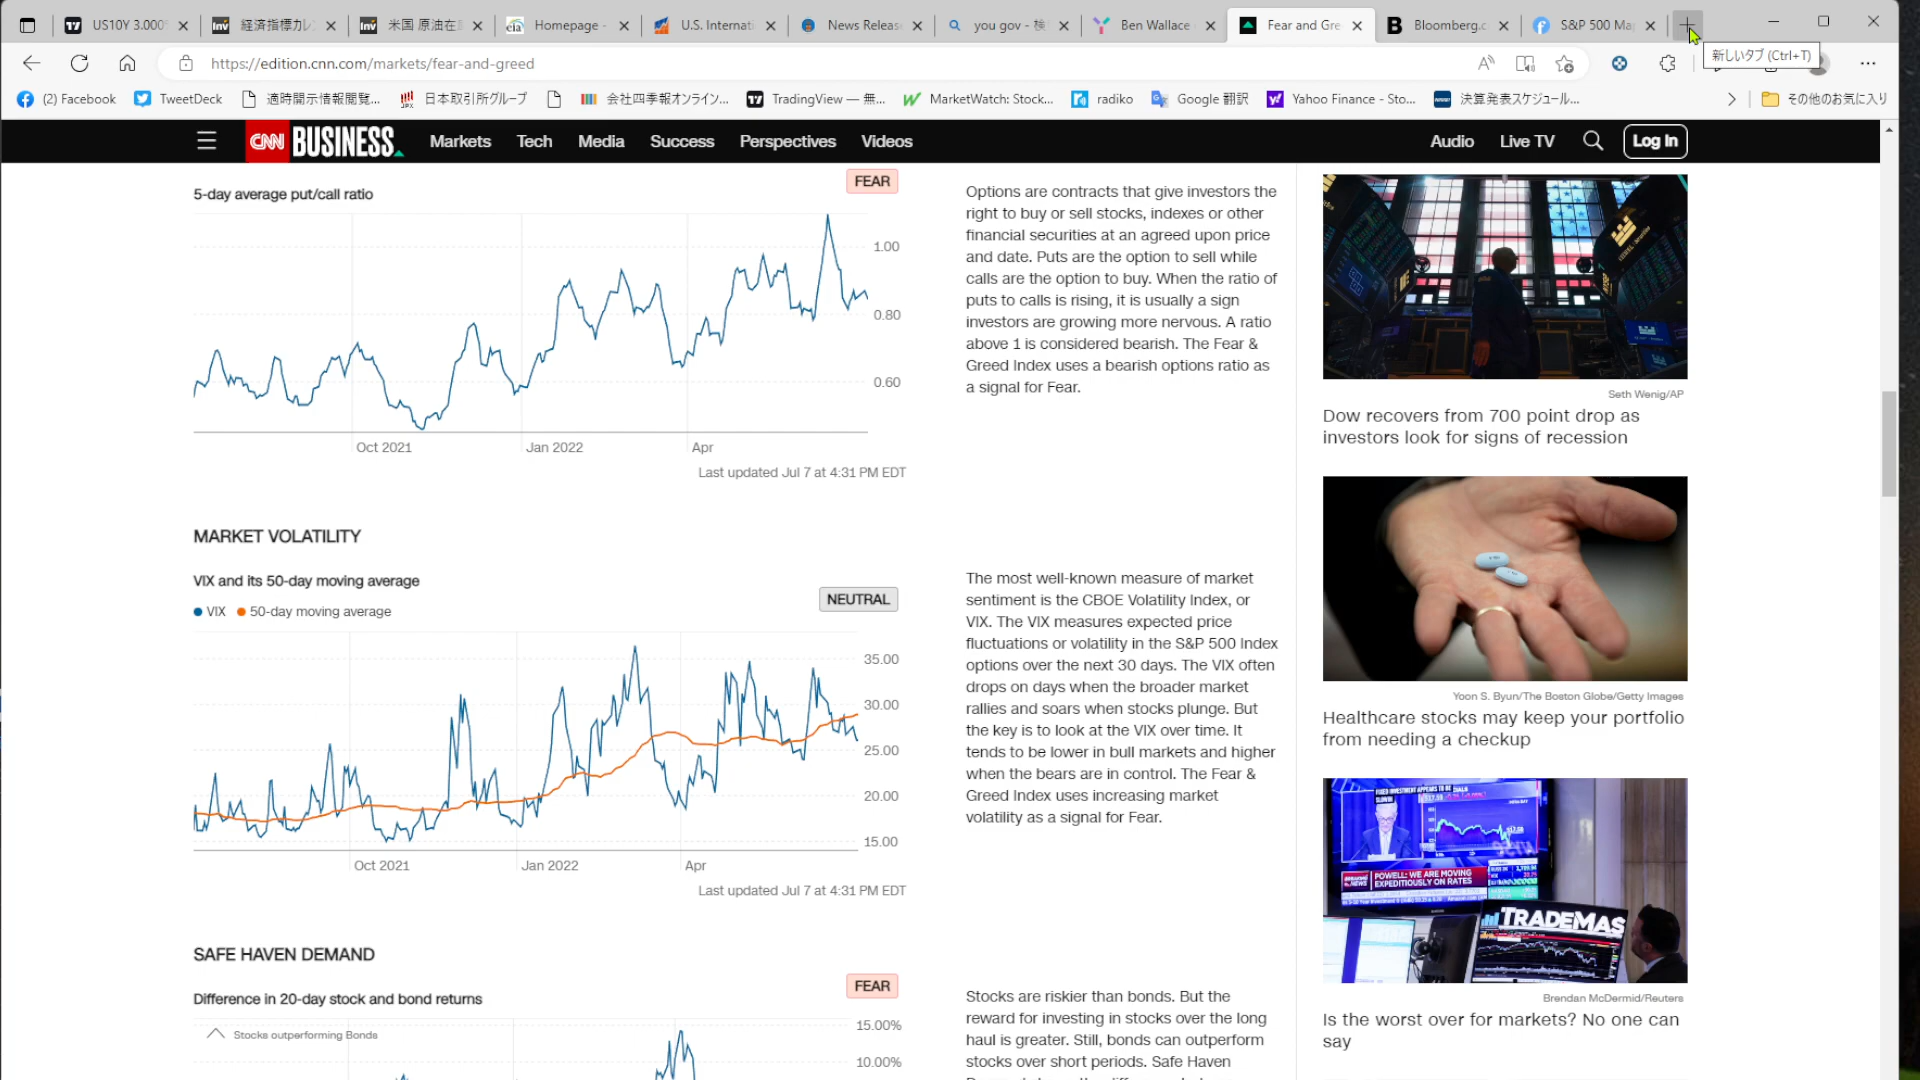 US10Y 3.000
経済指標カレ
米国 原油在
Homepage -
U.S. Internati
News Releas
you gov - 検
Ben Wallace
Fear and Gre
Bloomberg.c
S&P 500 Ma
新しいタブ (Ctrl+T)
https://edition.cnn.com/markets/fear-and-greed
(2) Facebook
TweetDeck
適時開示情報閲覧...
日本取引所グループ
会社四季報オンライン...
TradingView — 無...
MarketWatch: Stock...
radiko
Google 翻訳
Yahoo Finance - Sto...
決算発表スケジュール...
その他のお気に入り
CNN BUSINESS
Markets
Tech
Media
Success
Perspectives
Videos
Audio
Live TV
Log In
5-day average put/call ratio
FEAR
1.00
0.80
0.60
Oct 2021
Jan 2022
Apr
Last updated Jul 7 at 4:31 PM EDT
Options are contracts that give investors the
right to buy or sell stocks, indexes or other
financial securities at an agreed upon price
and date. Puts are the option to sell while
calls are the option to buy. When the ratio of
puts to calls is rising, it is usually a sign
investors are growing more nervous. A ratio
above 1 is considered bearish. The Fear &
Greed Index uses a bearish options ratio as
a signal for Fear.
MARKET VOLATILITY
VIX and its 50-day moving average
NEUTRAL
VIX
50-day moving average
35.00
30.00
25.00
20.00
15.00
Oct 2021
Jan 2022
Apr
Last updated Jul 7 at 4:31 PM EDT
The most well-known measure of market
sentiment is the CBOE Volatility Index, or
VIX. The VIX measures expected price
fluctuations or volatility in the S&P 500 Index
options over the next 30 days. The VIX often
drops on days when the broader market
rallies and soars when stocks plunge. But
the key is to look at the VIX over time. It
tends to be lower in bull markets and higher
when the bears are in control. The Fear &
Greed Index uses increasing market
volatility as a signal for Fear.
SAFE HAVEN DEMAND
Difference in 20-day stock and bond returns
FEAR
Stocks outperforming Bonds
15.00%
10.00%
Stocks are riskier than bonds. But the
reward for investing in stocks over the long
haul is greater. Still, bonds can outperform
stocks over short periods. Safe Haven
Seth Wenig/AP
Dow recovers from 700 point drop as
investors look for signs of recession
Yoon S. Byun/The Boston Globe/Getty Images
Healthcare stocks may keep your portfolio
from needing a checkup
POWELL: WE ARE MOVING
EXPEDITIOUSLY ON RATES
TRADEMAS
Brendan McDermid/Reuters
Is the worst over for markets? No one can
say